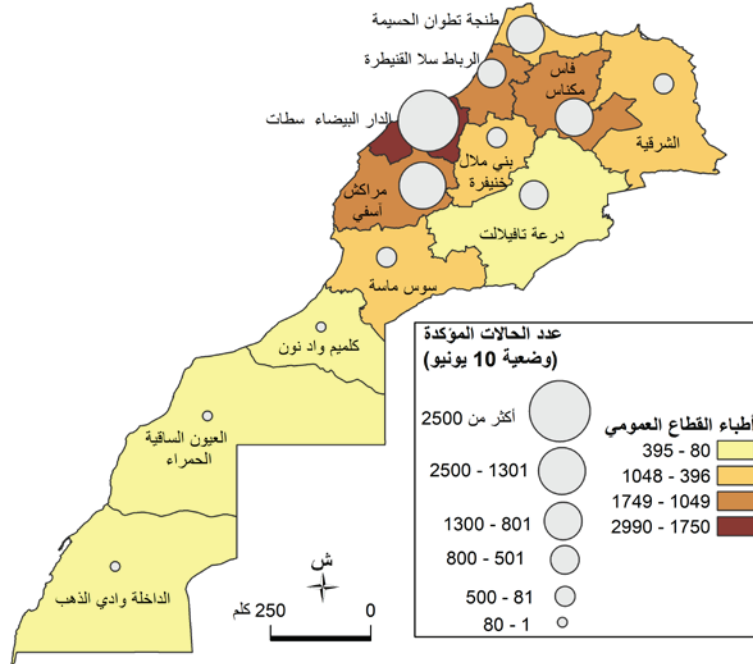 طنجة تطوان الحسيمة
الرباط سلا القنيطرة
فاس
مكناس
الدار البيضاء سطات
الشرقية
بني ملال
خنيفرة
مراكش
أسفي
درعة تافيلالت
سوس ماسة
كلميم واد نون
العيون الساقية
الحمراء
الداخلة وادي الذهب
عدد الحالات المؤكدة
(وضعية 10 يونيو)
أكثر من 2500
1301 - 2500
801 - 1300
501 - 800
81 - 500
1 - 80
أطباء القطاع العمومي
80 - 395
396 - 1048
1049 - 1749
1750 - 2990
ش
0
250 كلم